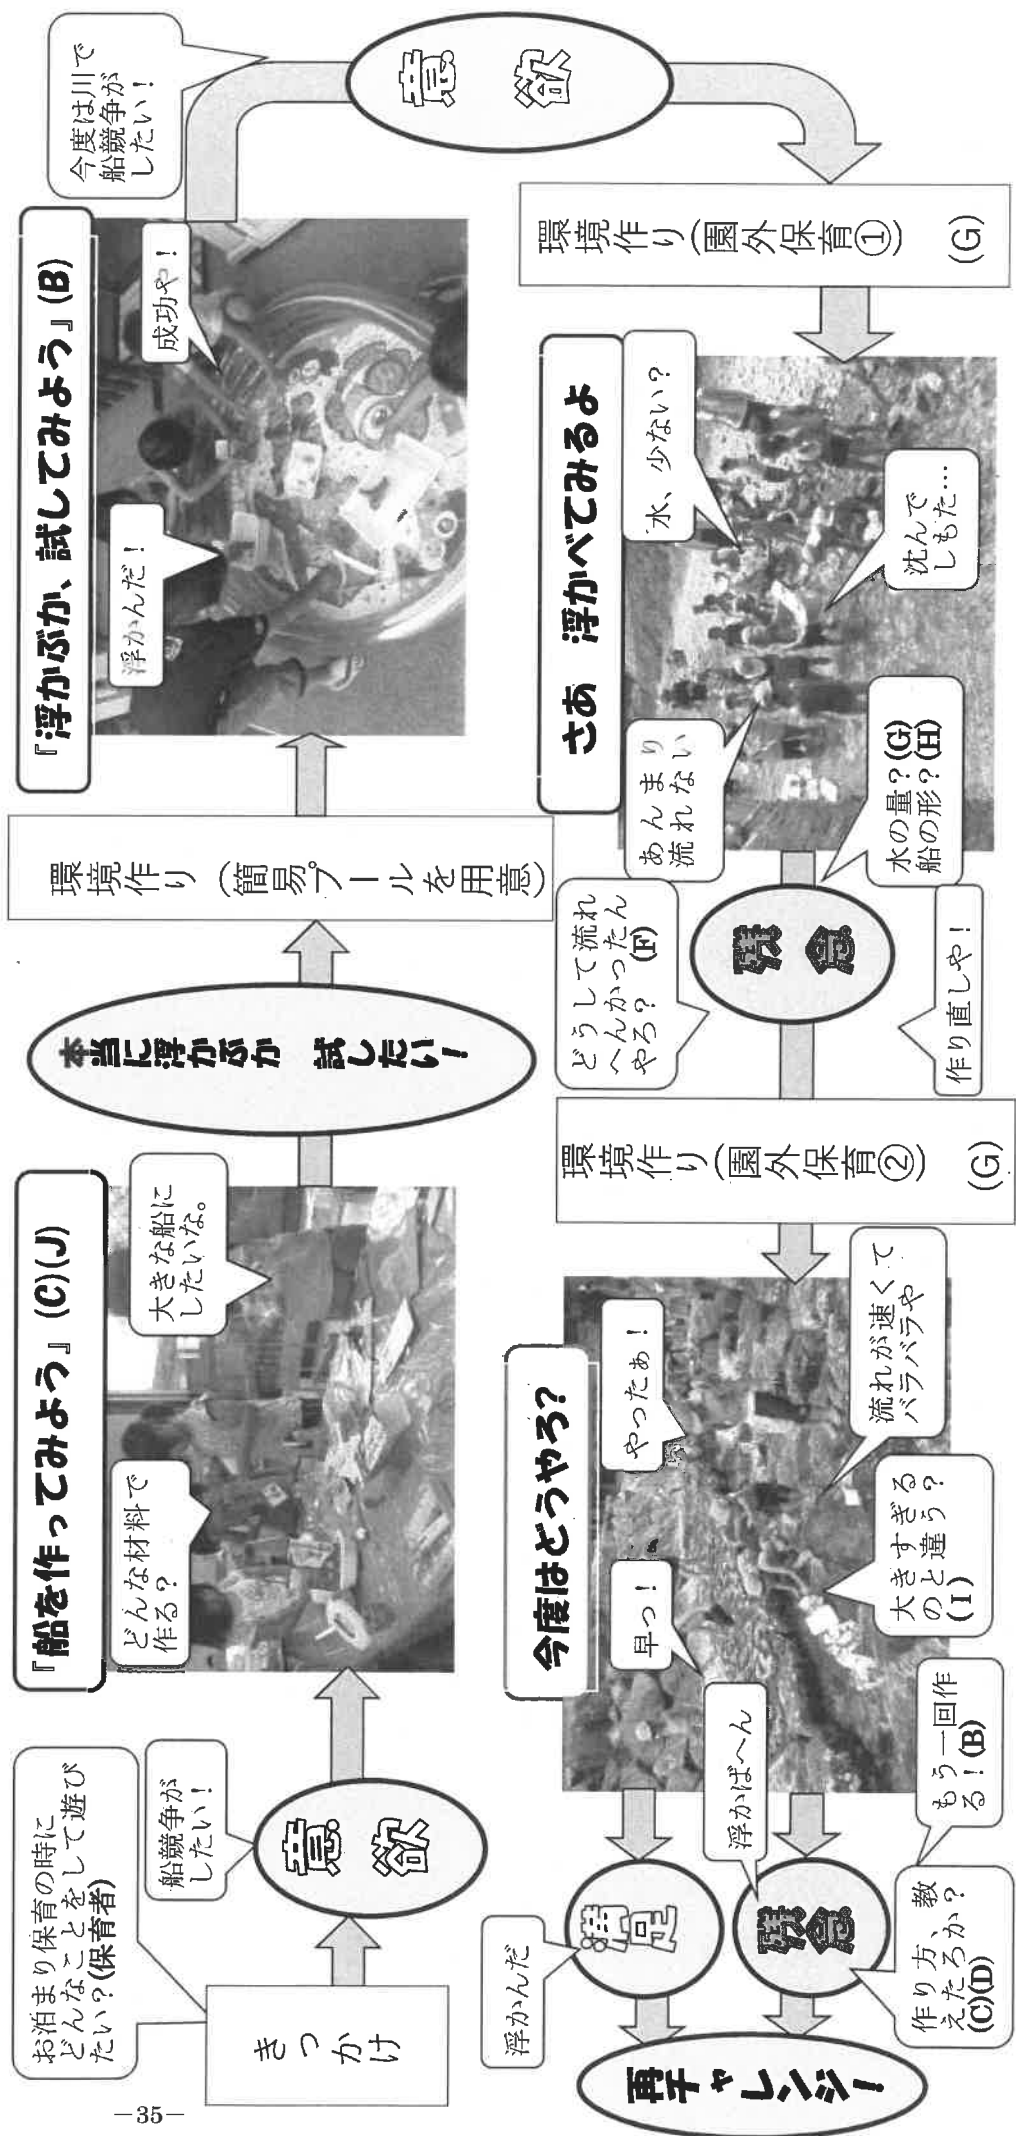 お泊まり保育の時に
どんなことをして遊び
たい？(保育者)
きっかけ
船競争が
したい！
意欲
『船を作ってみよう』(C)(J)
どんな材料で
作る？
大きな船に
したいな。
本当に浮かぶか　試したい！
環境作り（簡易プールを用意）
『浮かぶか、試してみよう』(B)
浮かんだ！
成功や！
今度は川で
船競争が
したい！
意欲
環境作り(園外保育①)
(G)
さあ　浮かべてみるよ
水、少ない？
あんまり
流れない
沈んで
しもた…
水の量？(G)
船の形？(H)
残念
どうして流れ
へんかったん
やろ？　(F)
作り直しや！
環境作り(園外保育②)
(G)
今度はどうやろ？
やったぁ！
早っ！
流れが速くて
バラバラや
大きすぎる
のと違う？
(I)
浮かばへん
もう一回作
る！(B)
満足
浮かんだ
残念
作り方、教
えたろか？
(C)(D)
再チャレンジ！
－35－